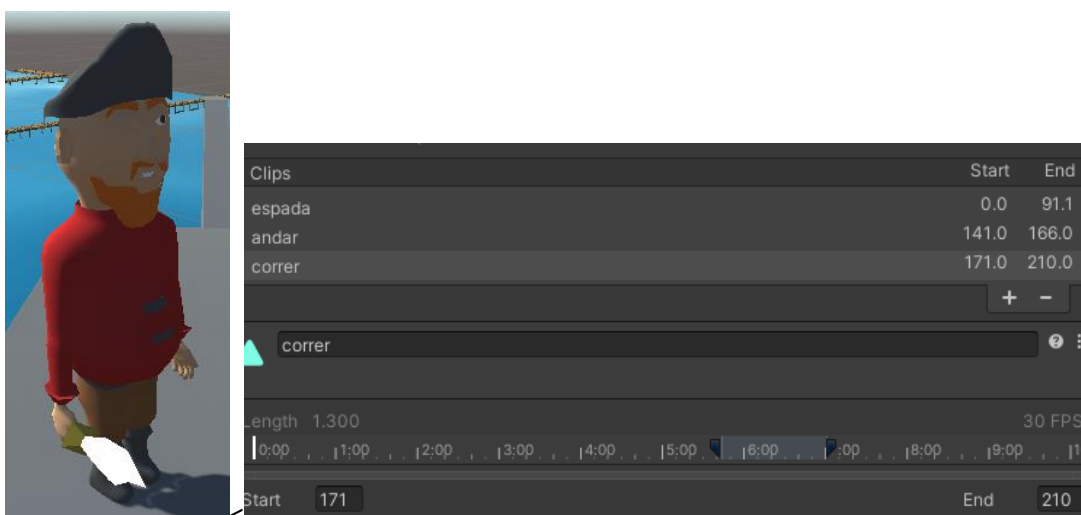 Clips Start End
espada 0.0 91.1
andar 141.0 166.0
correr 171.0 210.0
+ −
correr
Length 1.300 30 FPS
0:00 1:00 2:00 3:00 4:00 5:00 6:00 :00 8:00 9:00
Start 171 End 210